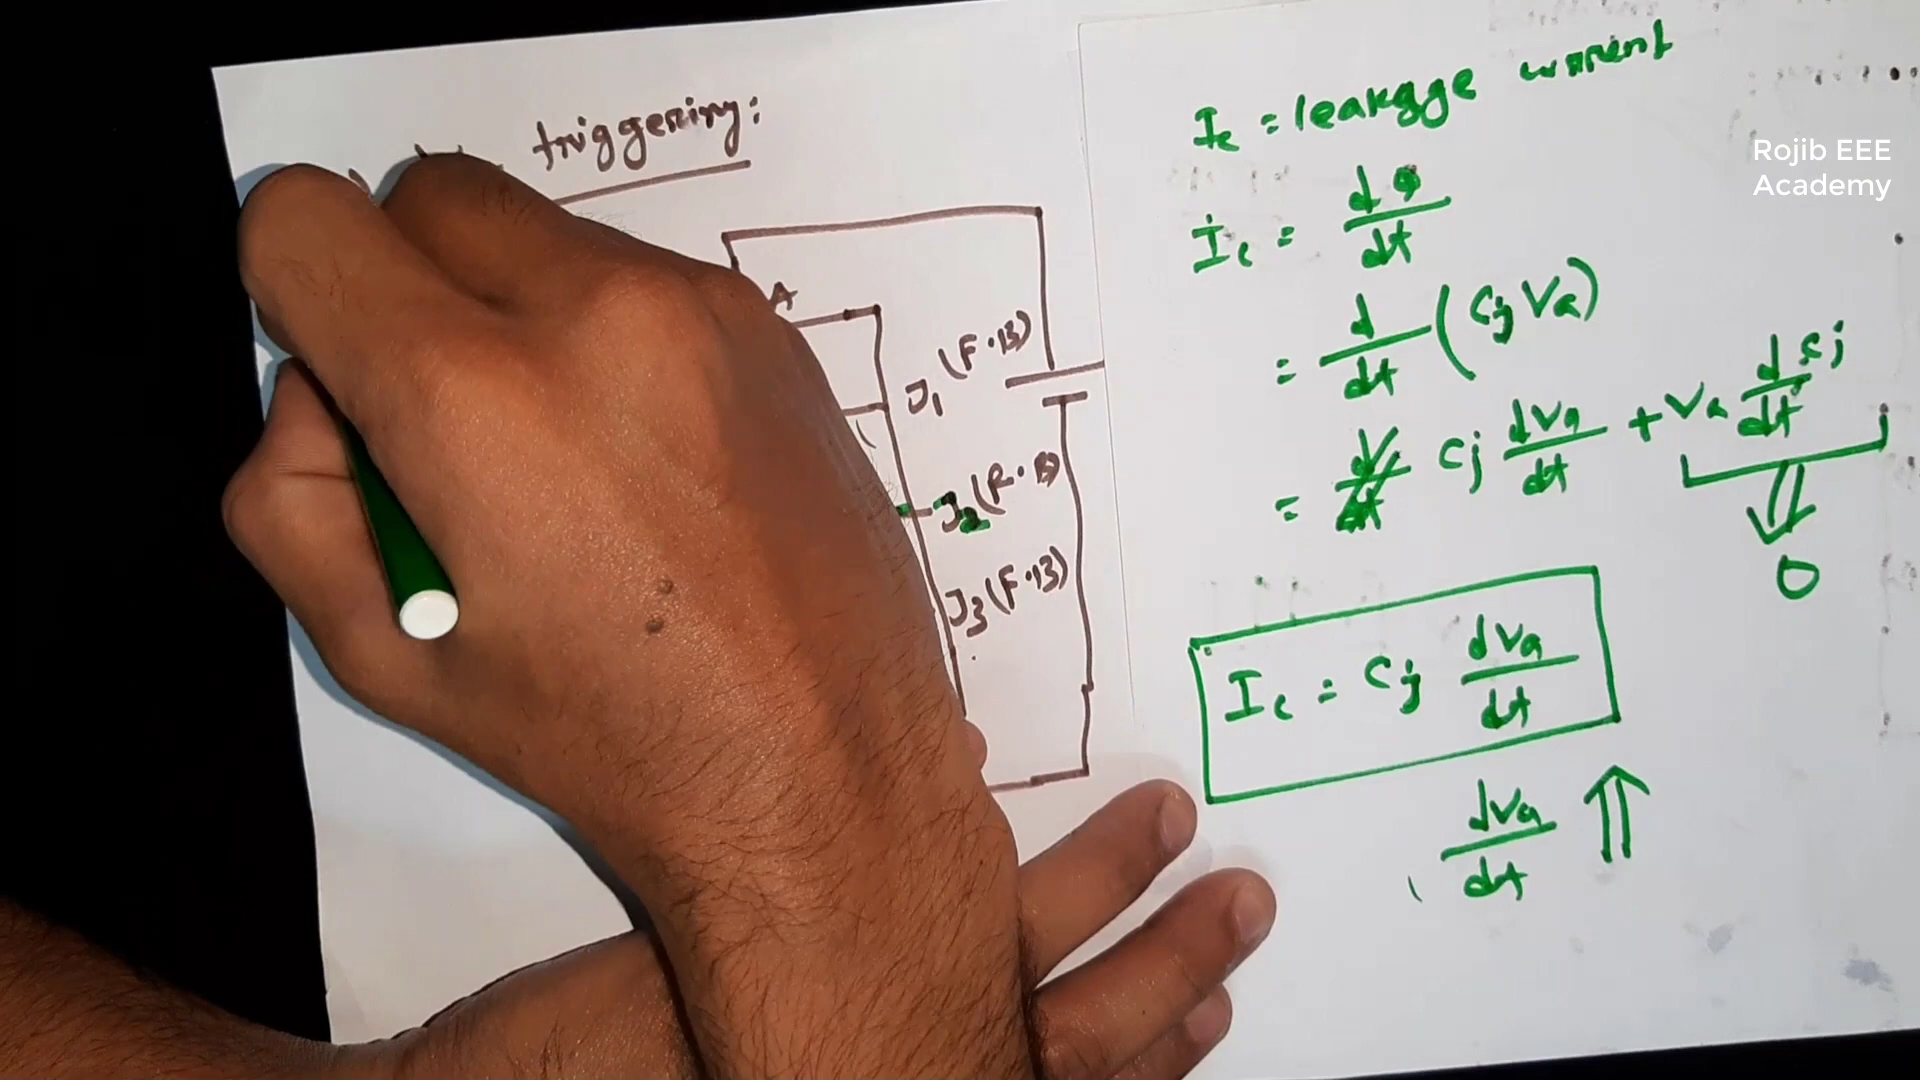 triggering:
A
J1 (F.B)
J2 (R.B
J3 (F.B)
Ic = leakage current
Ic = dQ/dt
= d/dt (Cj Va)
= Cj dVa/dt + Va dCj/dt
0
Ic = Cj dVa/dt
dVa/dt ⇑
Rojib EEE
Academy